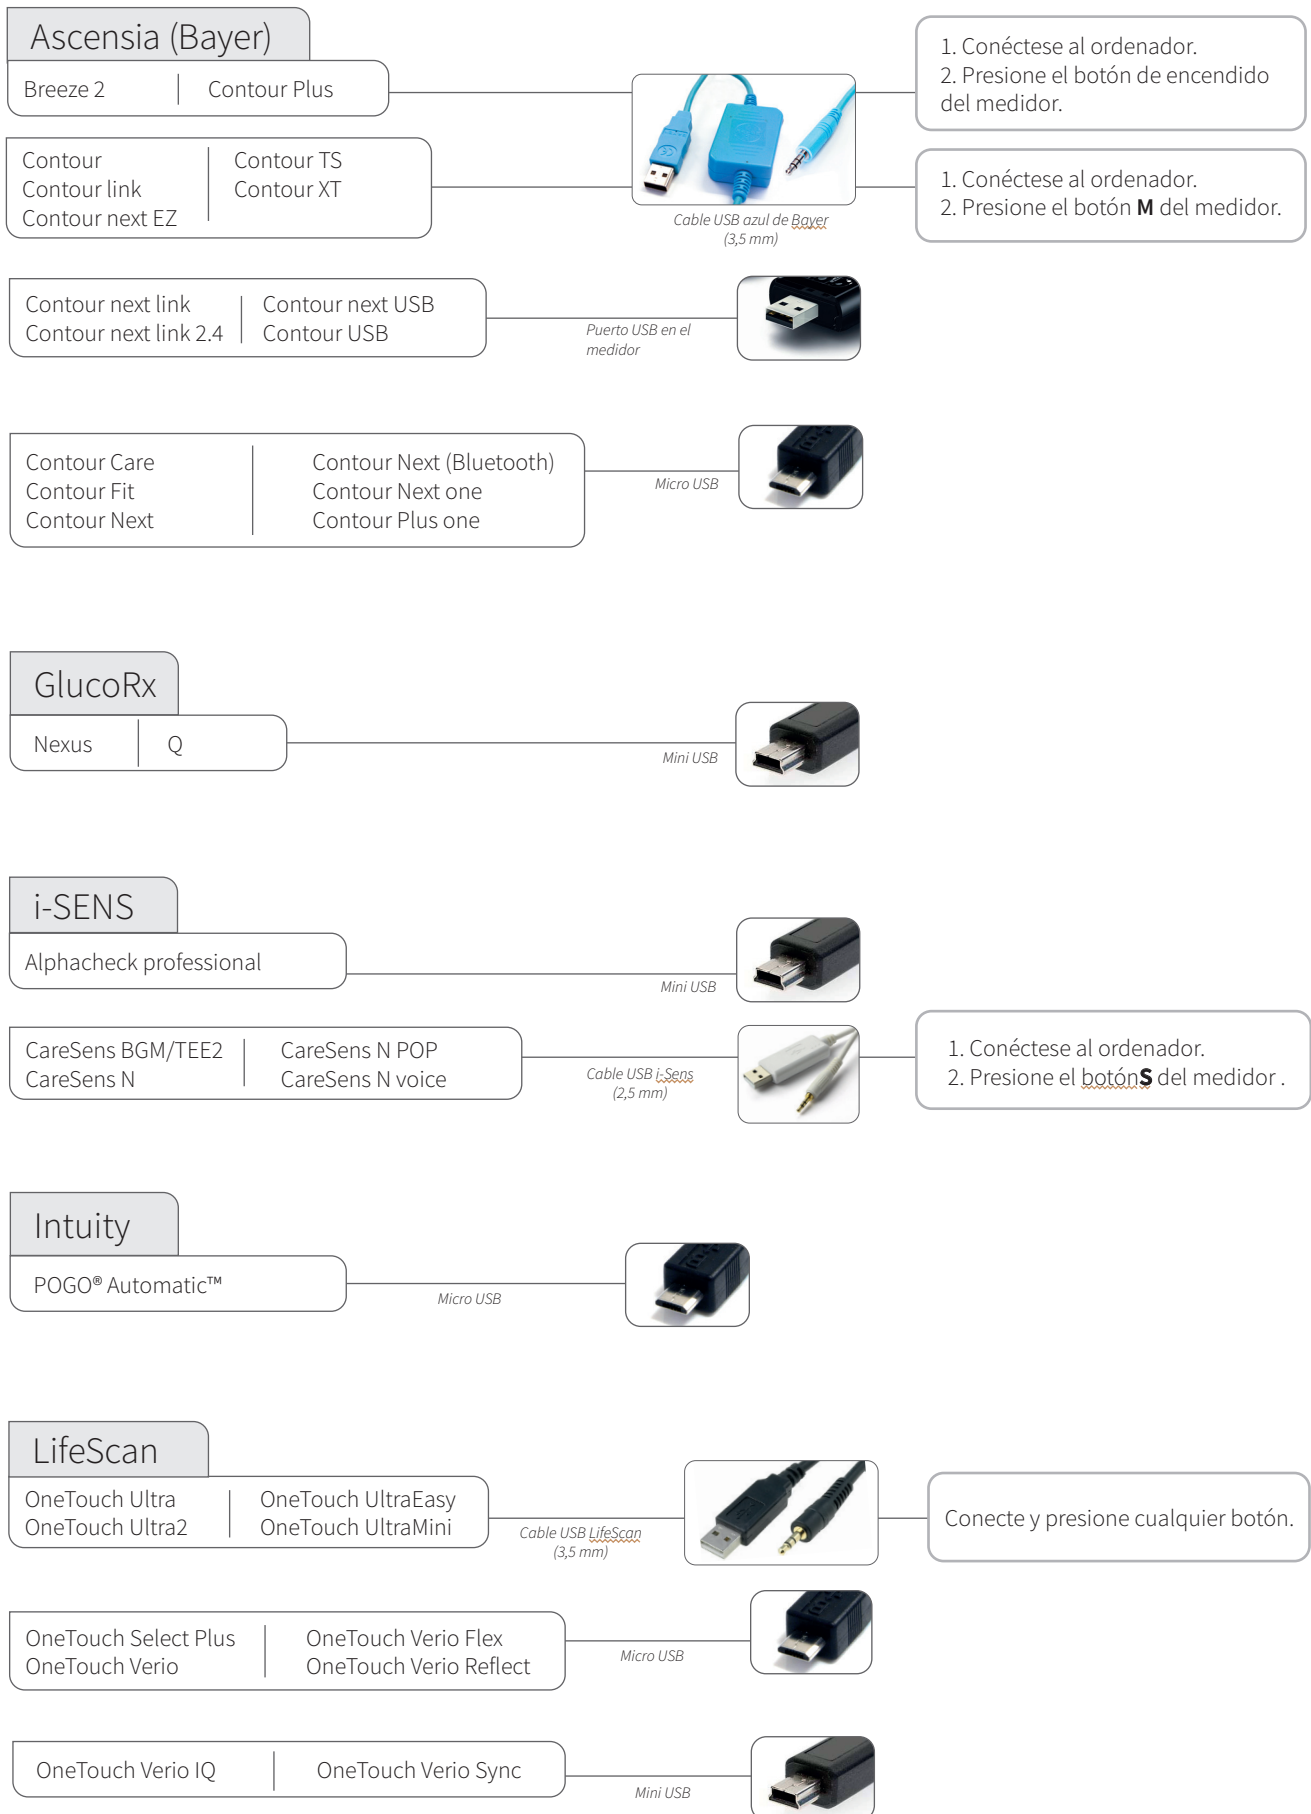 Ascensia (Bayer)
Breeze 2
Contour Plus
1. Conéctese al ordenador.
2. Presione el botón de encendido
del medidor.
Contour
Contour link
Contour next EZ
Contour TS
Contour XT
Cable USB azul de Bayer
(3,5 mm)
1. Conéctese al ordenador.
2. Presione el botón M del medidor.
Contour next link
Contour next link 2.4
Contour next USB
Contour USB
Puerto USB en el
medidor
Contour Care
Contour Fit
Contour Next
Contour Next (Bluetooth)
Contour Next one
Contour Plus one
Micro USB
GlucoRx
Nexus
Q
Mini USB
i-SENS
Alphacheck professional
Mini USB
CareSens BGM/TEE2
CareSens N
CareSens N POP
CareSens N voice
Cable USB i-Sens
(2,5 mm)
1. Conéctese al ordenador.
2. Presione el botónS del medidor .
Intuity
POGO® Automatic™
Micro USB
LifeScan
OneTouch Ultra
OneTouch Ultra2
OneTouch UltraEasy
OneTouch UltraMini
Cable USB LifeScan
(3,5 mm)
Conecte y presione cualquier botón.
OneTouch Select Plus
OneTouch Verio
OneTouch Verio Flex
OneTouch Verio Reflect
Micro USB
OneTouch Verio IQ
OneTouch Verio Sync
Mini USB